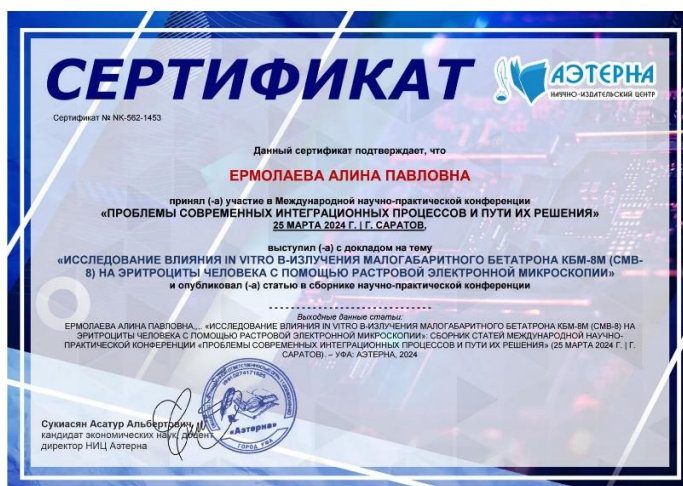 СЕРТИФИКАТ
АЭТЕРНА
НАУЧНО-ИЗДАТЕЛЬСКИЙ ЦЕНТР
Сертификат № NK-562-1453
Данный сертификат подтверждает, что
ЕРМОЛАЕВА АЛИНА ПАВЛОВНА
принял (-а) участие в Международной научно-практической конференции
«ПРОБЛЕМЫ СОВРЕМЕННЫХ ИНТЕГРАЦИОННЫХ ПРОЦЕССОВ И ПУТИ ИХ РЕШЕНИЯ»
25 МАРТА 2024 Г. | Г. САРАТОВ,
выступил (-а) с докладом на тему
«ИССЛЕДОВАНИЕ ВЛИЯНИЯ IN VITRO В-ИЗЛУЧЕНИЯ МАЛОГАБАРИТНОГО БЕТАТРОНА КБМ-8М (СМВ-
8) НА ЭРИТРОЦИТЫ ЧЕЛОВЕКА С ПОМОЩЬЮ РАСТРОВОЙ ЭЛЕКТРОННОЙ МИКРОСКОПИИ»
и опубликовал (-а) статью в сборнике научно-практической конференции
Выходные данные статьи:
ЕРМОЛАЕВА АЛИНА ПАВЛОВНА,,. «ИССЛЕДОВАНИЕ ВЛИЯНИЯ IN VITRO В-ИЗЛУЧЕНИЯ МАЛОГАБАРИТНОГО БЕТАТРОНА КБМ-8М (СМВ-8) НА
ЭРИТРОЦИТЫ ЧЕЛОВЕКА С ПОМОЩЬЮ РАСТРОВОЙ ЭЛЕКТРОННОЙ МИКРОСКОПИИ»: СБОРНИК СТАТЕЙ МЕЖДУНАРОДНОЙ НАУЧНО-
ПРАКТИЧЕСКОЙ КОНФЕРЕНЦИИ «ПРОБЛЕМЫ СОВРЕМЕННЫХ ИНТЕГРАЦИОННЫХ ПРОЦЕССОВ И ПУТИ ИХ РЕШЕНИЯ» (25 МАРТА 2024 Г. | Г.
САРАТОВ). – УФА: АЭТЕРНА, 2024
«Аэтерна»
ГОРОД УФА
Сукиасян Асатур Альбертович
кандидат экономических наук, доцент
директор НИЦ Аэтерна